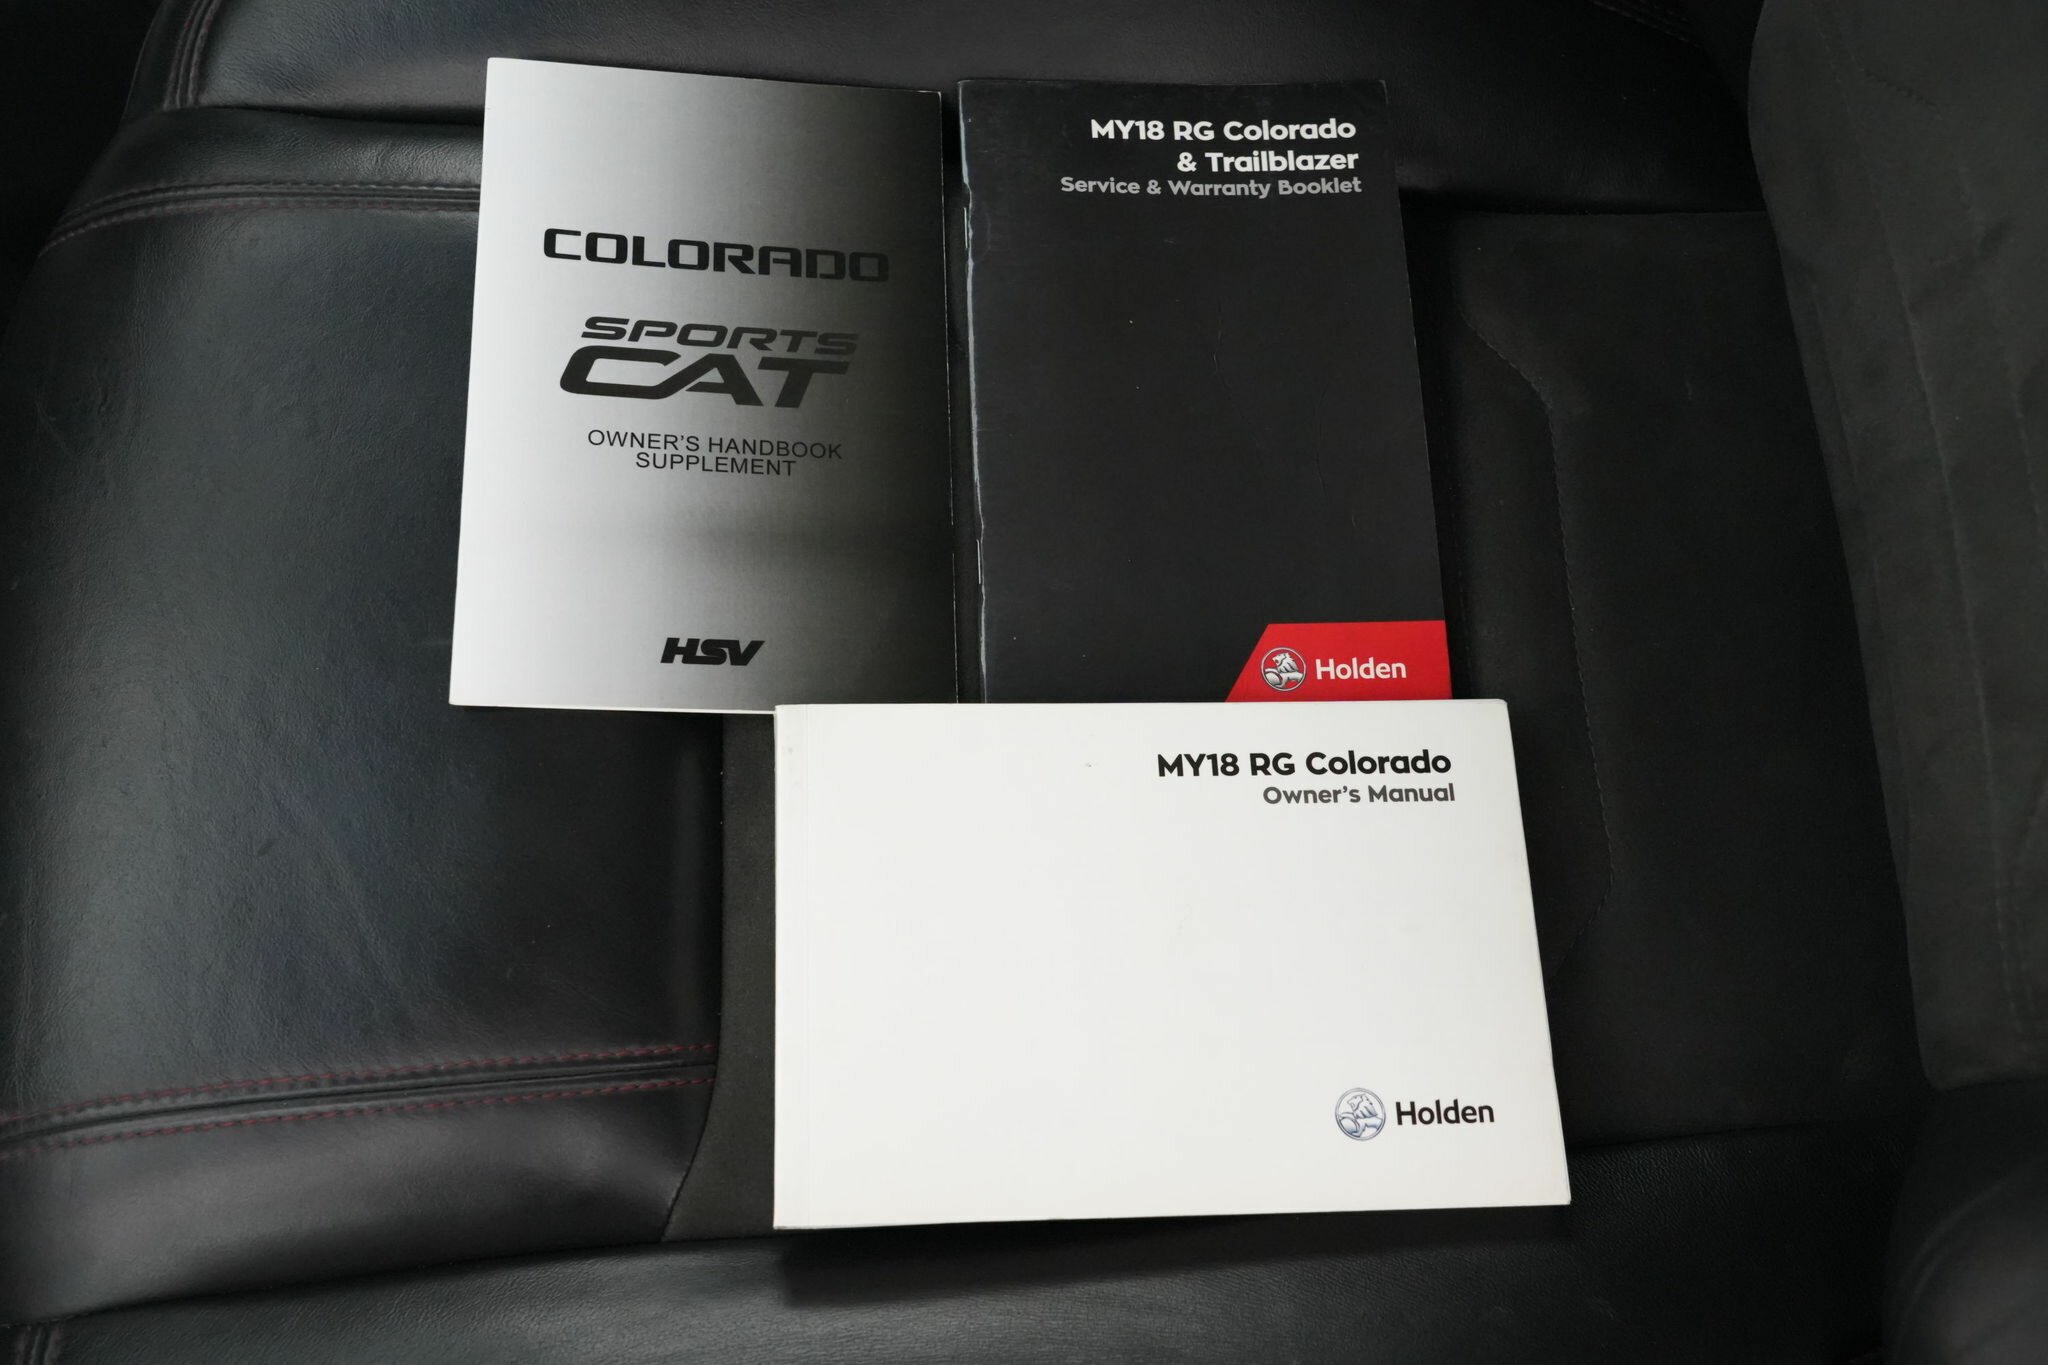 COLORADO
SPORTS
CAT
OWNER'S HANDBOOK
SUPPLEMENT
HSV
MY18 RG Colorado
& Trailblazer
Service & Warranty Booklet
Holden
MY18 RG Colorado
Owner's Manual
Holden